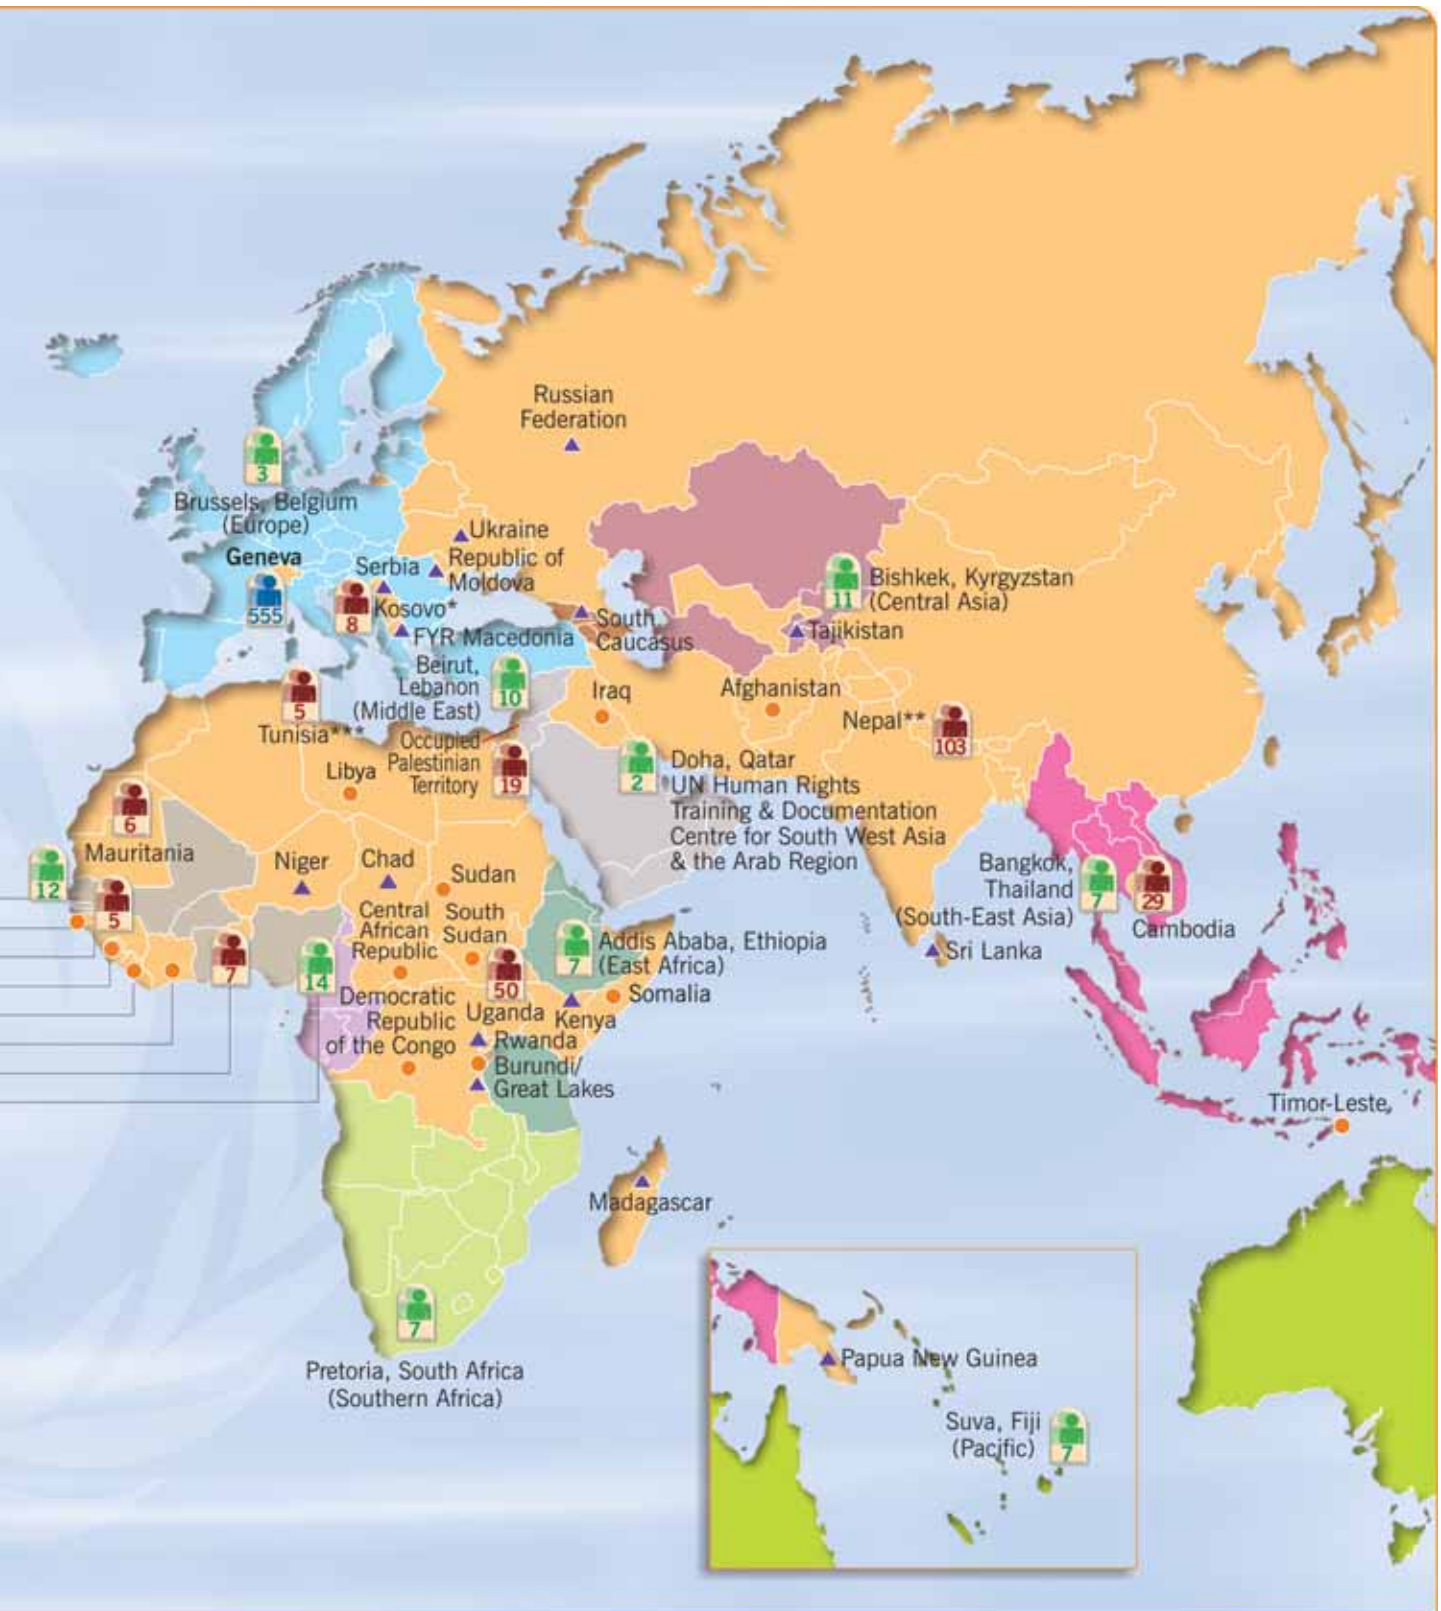 Russian
Federation
3
Brussels, Belgium
(Europe)
Geneva
555
Ukraine
Republic of
Moldova
Serbia
8
Kosovo*
FYR Macedonia
South
Caucasus
11
Bishkek, Kyrgyzstan
(Central Asia)
Tajikistan
Beirut,
Lebanon
(Middle East)
10
5
Tunisia***
Iraq
Afghanistan
Nepal**
103
Occupied
Palestinian
Territory
19
2
Doha, Qatar
UN Human Rights
Training & Documentation
Centre for South West Asia
& the Arab Region
Libya
6
Mauritania
12
5
Niger
Chad
Sudan
Central
African
Republic
South
Sudan
7
14
50
Uganda
7
Addis Ababa, Ethiopia
(East Africa)
Somalia
Kenya
Democratic
Republic
of the Congo
Rwanda
Burundi/
Great Lakes
Bangkok,
Thailand
(South-East Asia)
7
29
Cambodia
Sri Lanka
Timor-Leste
Madagascar
7
Pretoria, South Africa
(Southern Africa)
Papua New Guinea
Suva, Fiji
(Pacific)
7